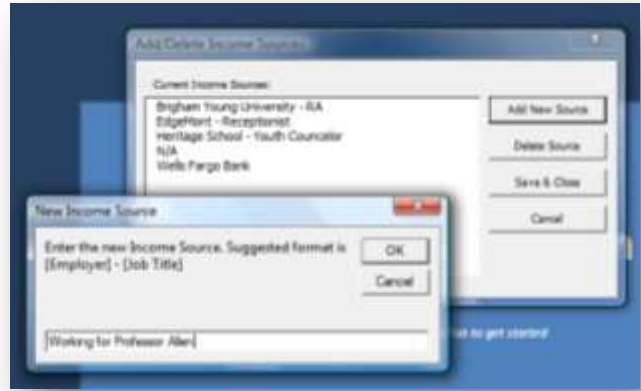 Add/Delete Income Sources
Current Income Sources:
Brigham Young University - RA
EdgeMont - Receptionist
Heritage School - Youth Councelor
N/A
Wells Fargo Bank
Add New Source
Delete Source
Save & Close
Cancel
New Income Source
Enter the new Income Source. Suggested format is
[Employer] - [Job Title]
OK
Cancel
Working for Professor Allen
to get started!